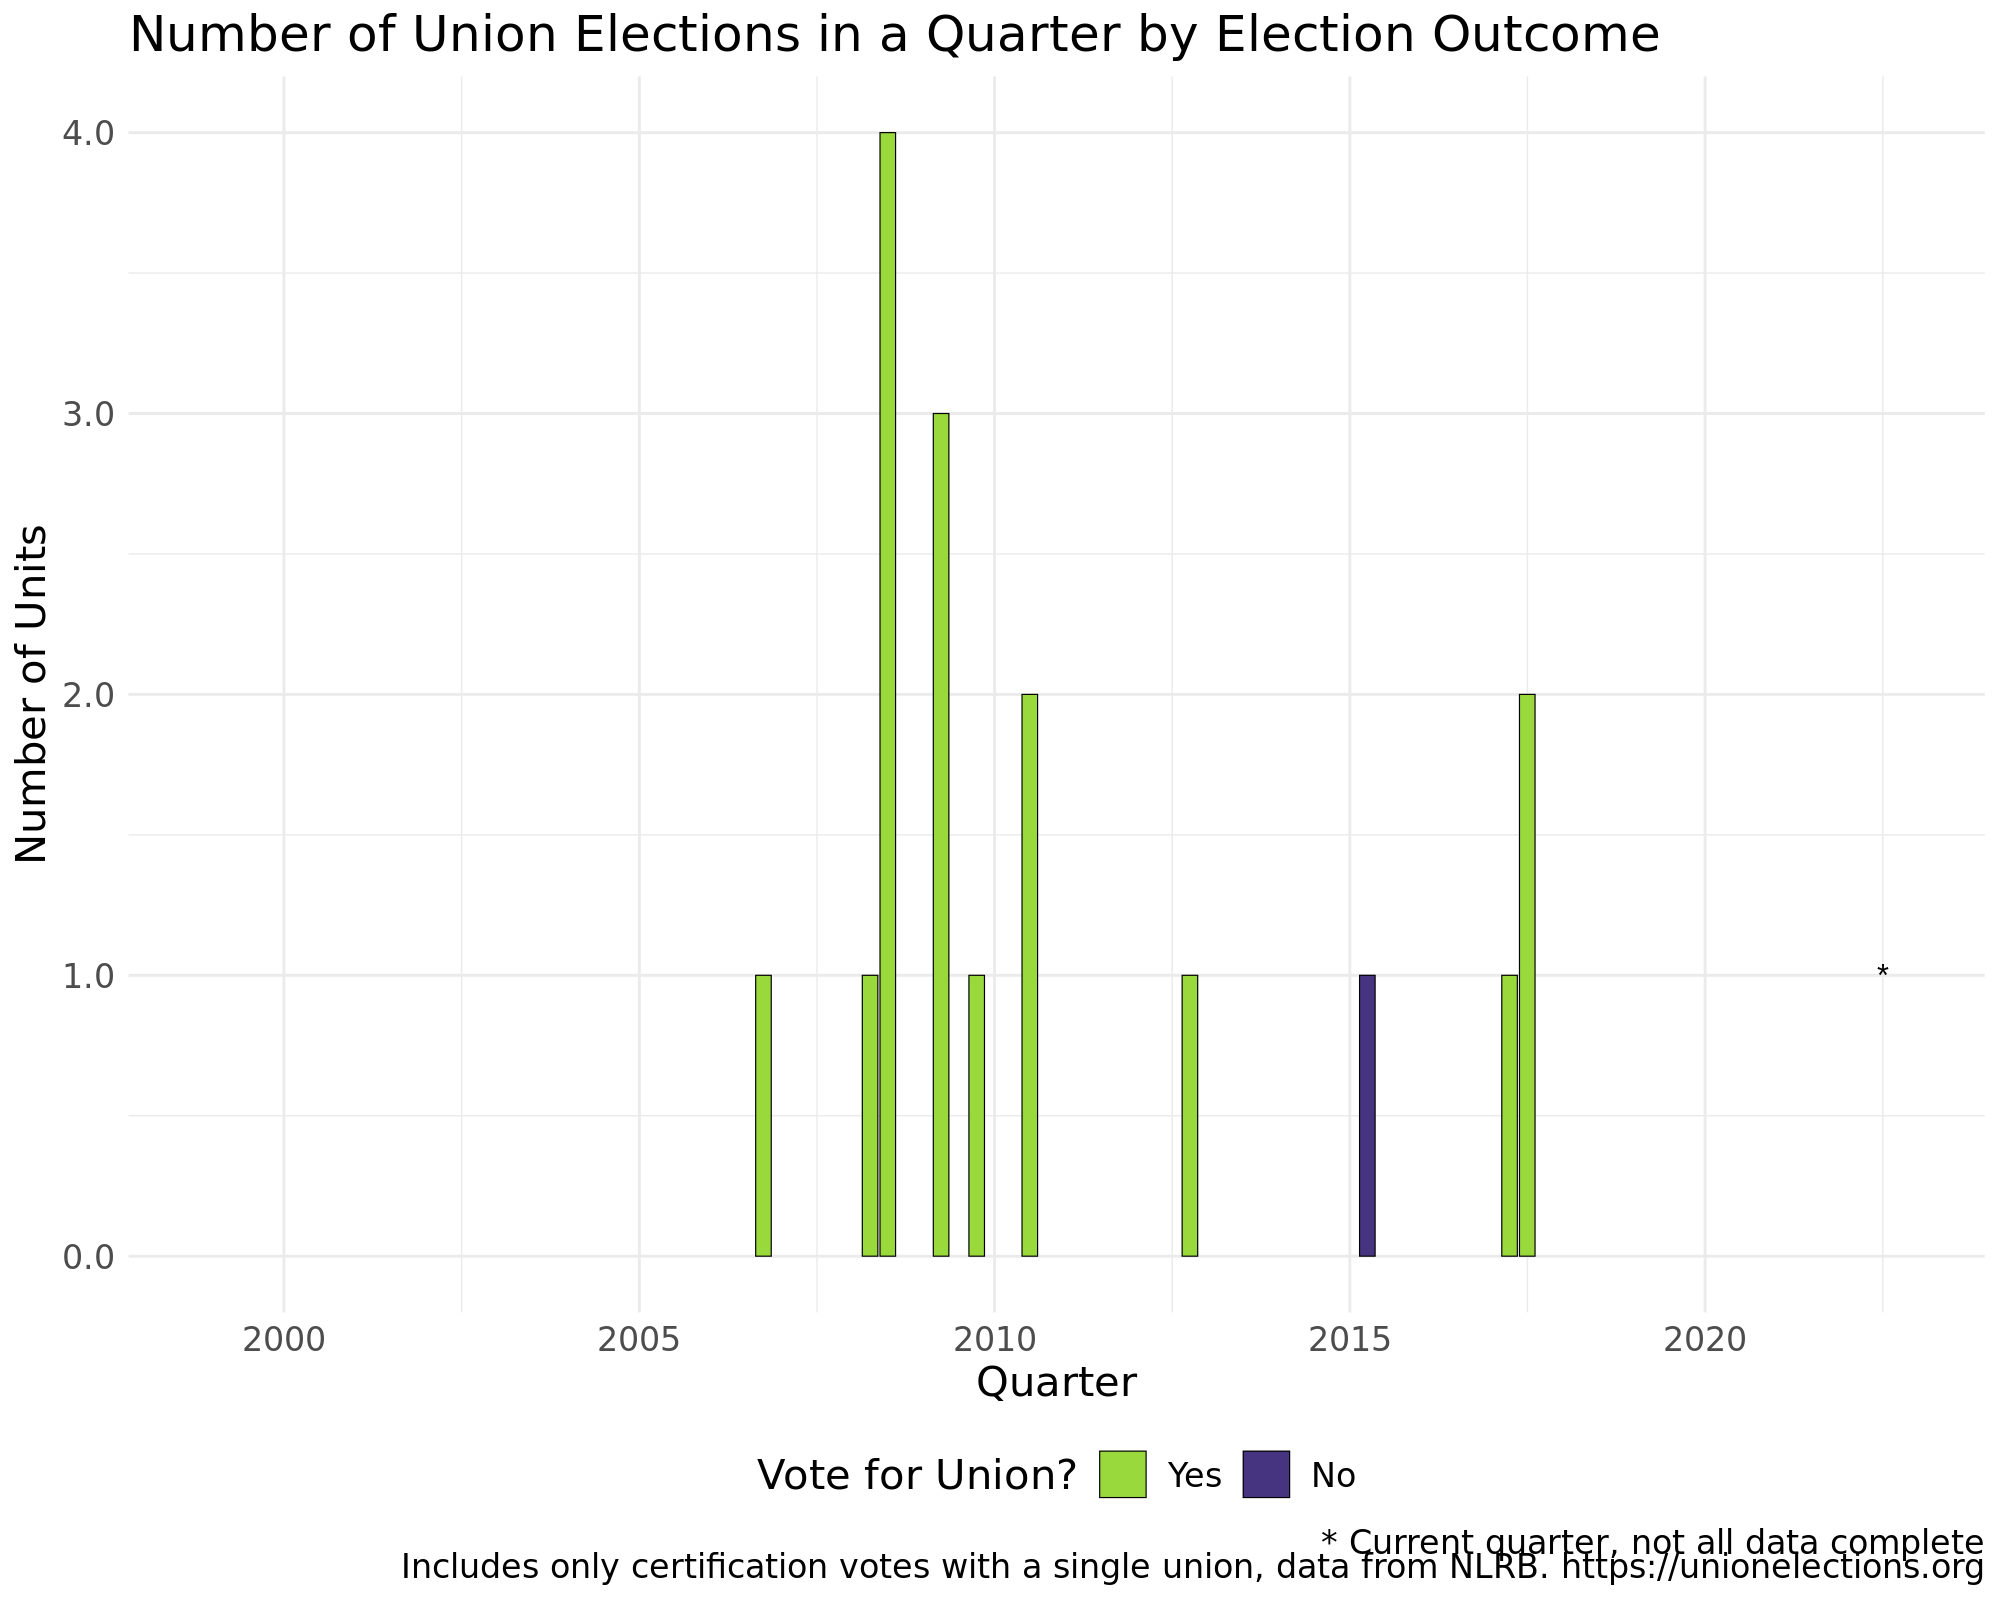 Number of Union Elections in a Quarter by Election Outcome
Number of Units
4.0
3.0
2.0
1.0
0.0
*
2000 2005 2010 2015 2020
Quarter
Vote for Union? Yes No
* Current quarter, not all data complete
Includes only certification votes with a single union, data from NLRB. https://unionelections.org